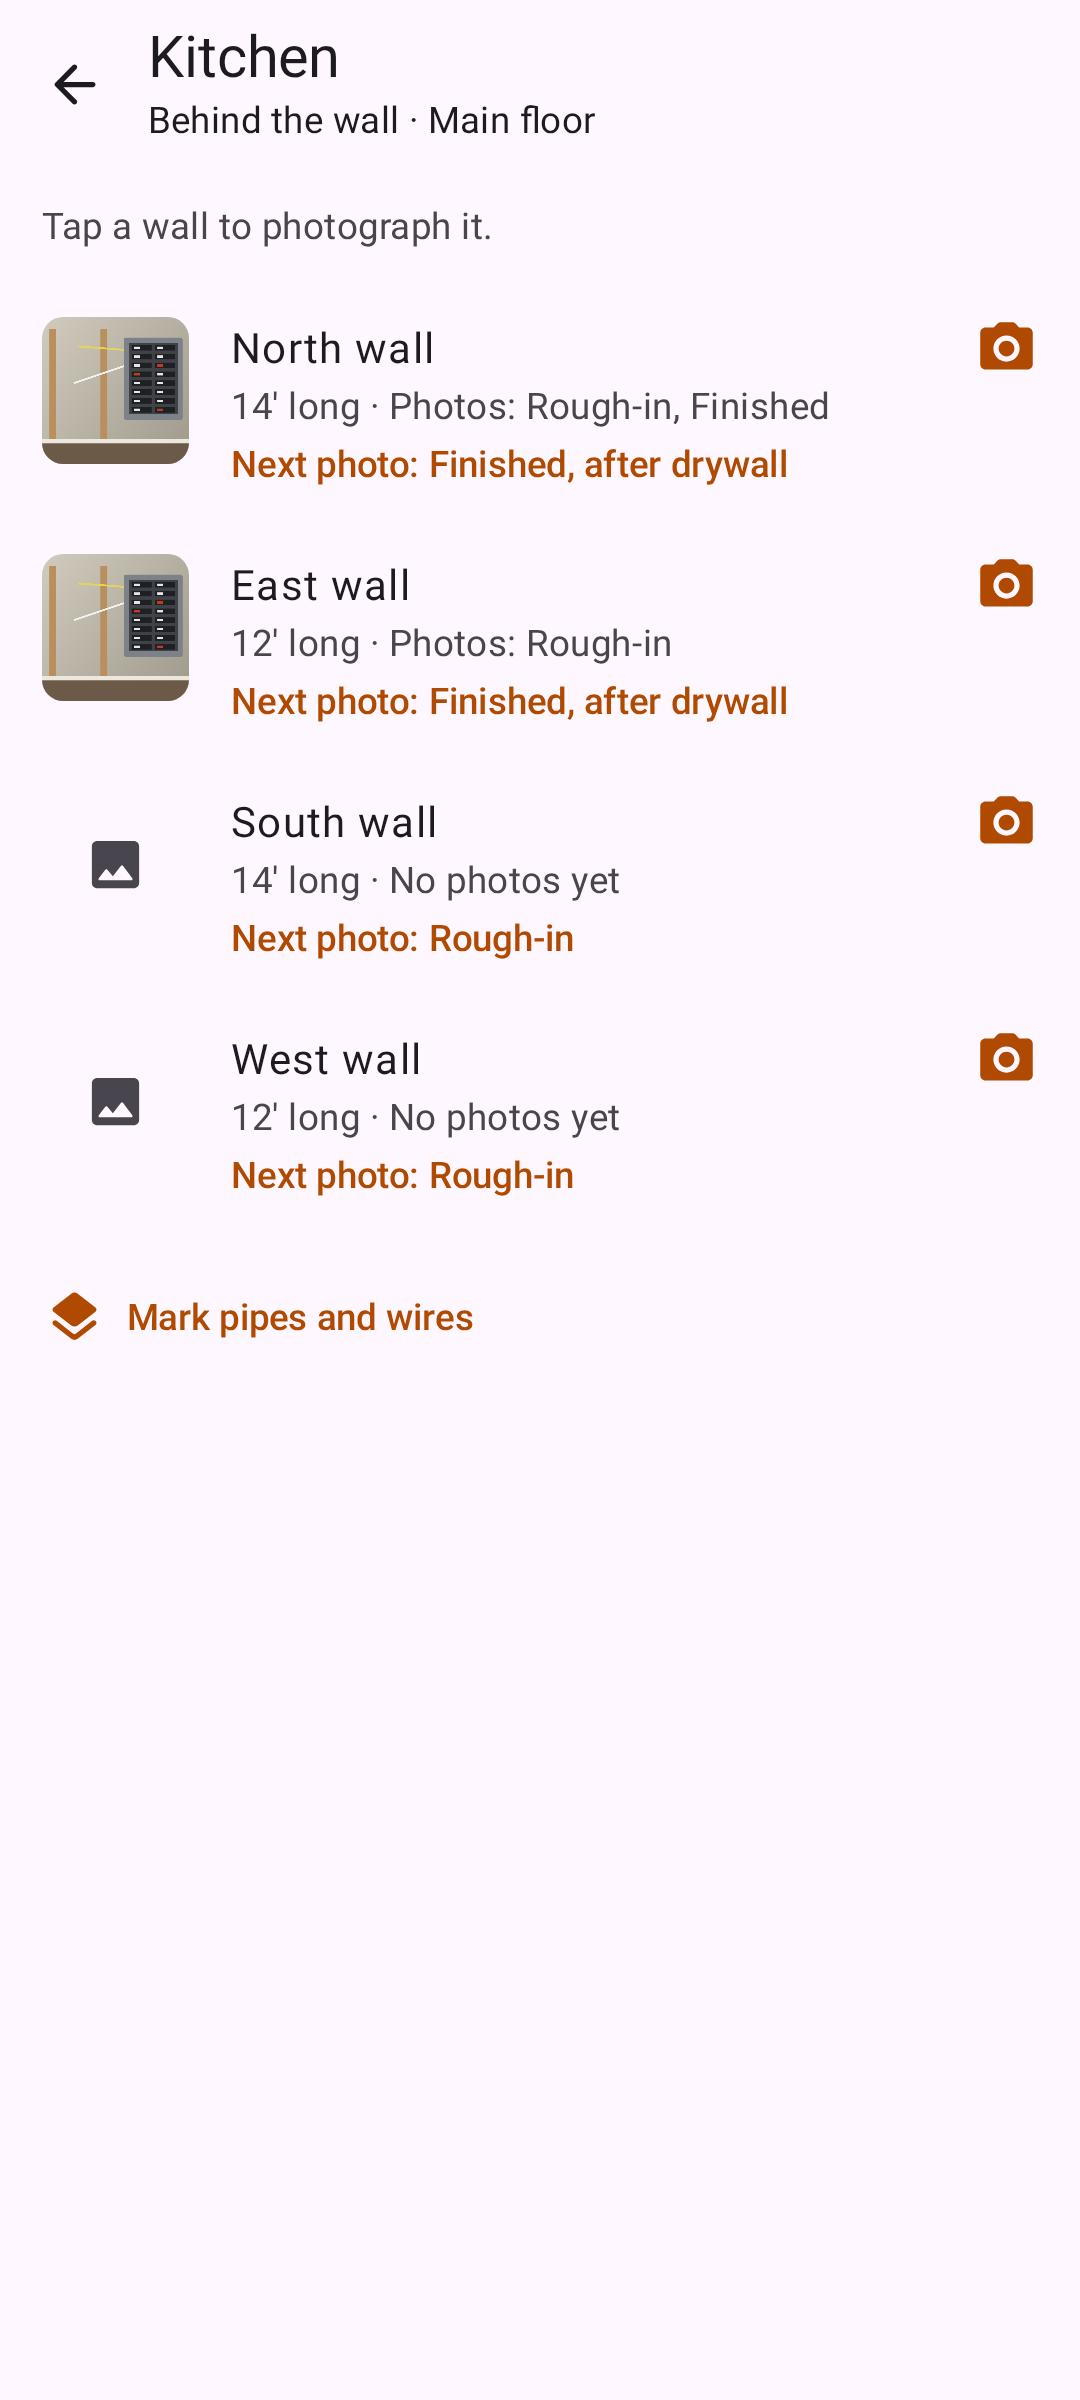 Kitchen
Behind the wall · Main floor
Tap a wall to photograph it.
North wall
14' long · Photos: Rough-in, Finished
Next photo: Finished, after drywall
East wall
12' long · Photos: Rough-in
Next photo: Finished, after drywall
South wall
14' long · No photos yet
Next photo: Rough-in
West wall
12' long · No photos yet
Next photo: Rough-in
Mark pipes and wires